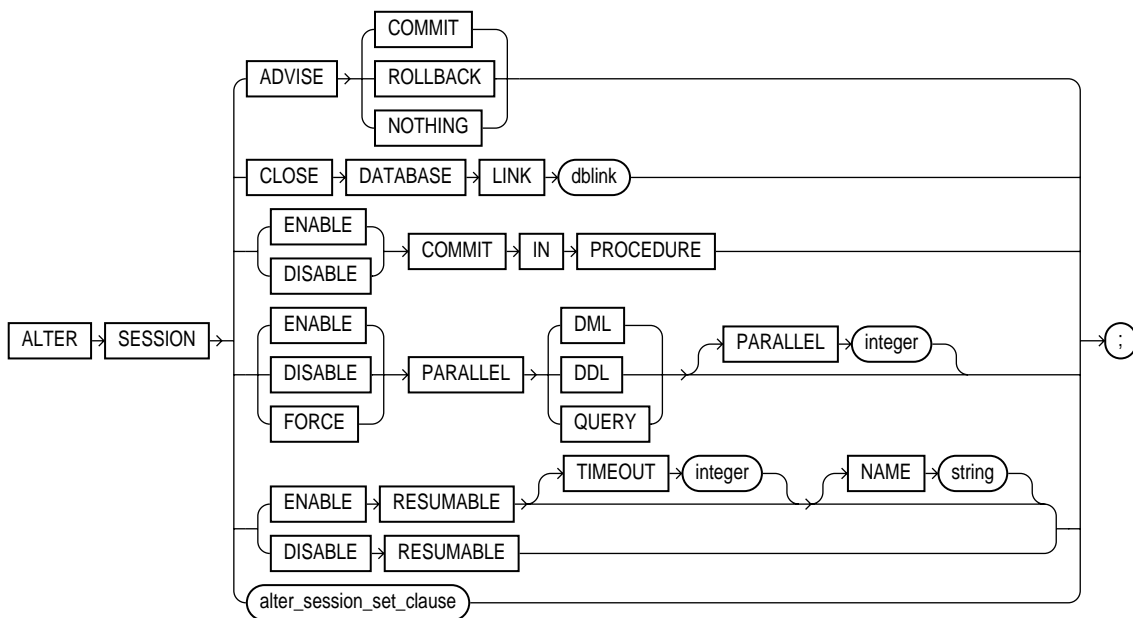 COMMIT
ADVISE ROLLBACK
NOTHING
CLOSE DATABASE LINK dblink
ENABLE
COMMIT IN PROCEDURE
DISABLE
ALTER SESSION
ENABLE DML
PARALLEL integer
DISABLE PARALLEL DDL
FORCE QUERY
;
TIMEOUT integer NAME string
ENABLE RESUMABLE
DISABLE RESUMABLE
alter_session_set_clause